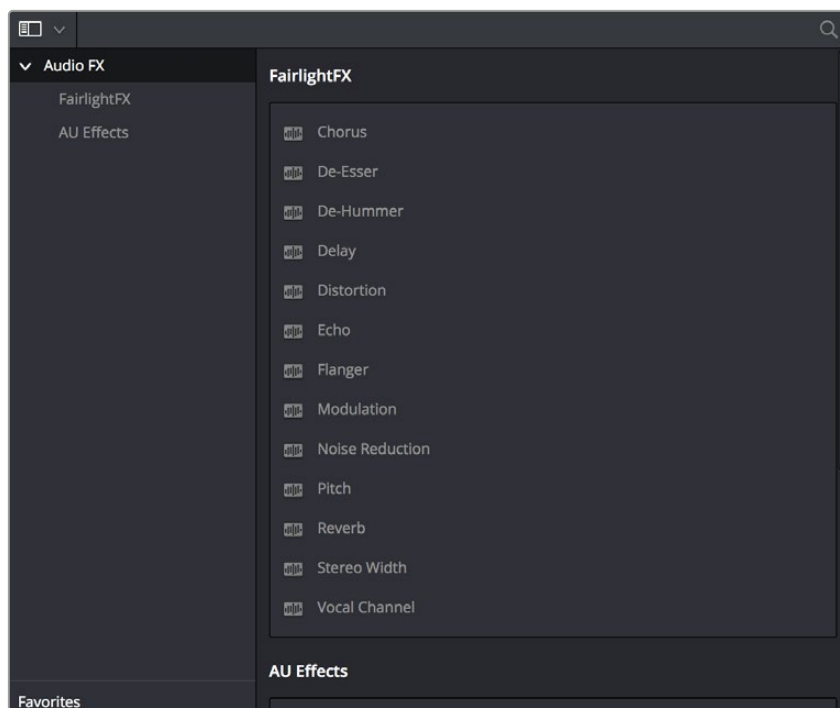 Audio FX
FairlightFX
AU Effects
Favorites
FairlightFX
Chorus
De-Esser
De-Hummer
Delay
Distortion
Echo
Flanger
Modulation
Noise Reduction
Pitch
Reverb
Stereo Width
Vocal Channel
AU Effects